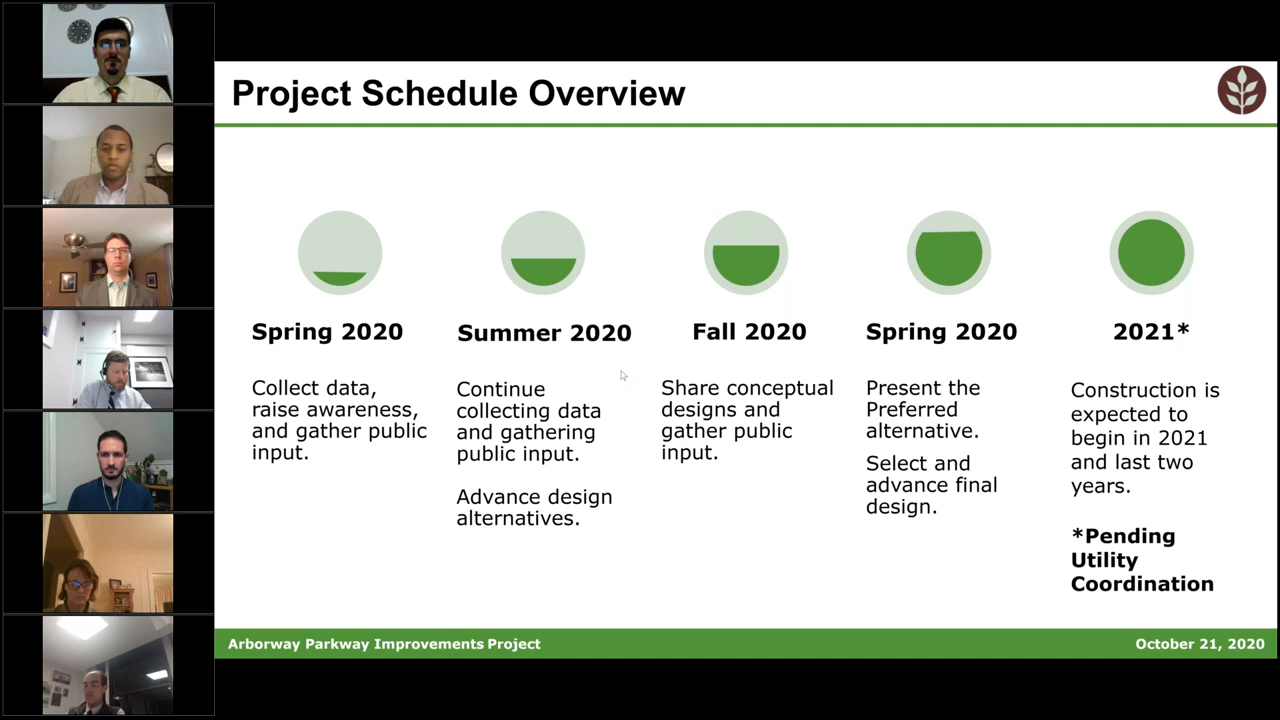 Project Schedule Overview
Spring 2020
Collect data,
raise awareness,
and gather public
input.
Summer 2020
Continue
collecting data
and gathering
public input.
Advance design
alternatives.
Fall 2020
Share conceptual
designs and
gather public
input.
Spring 2020
Present the
Preferred
alternative.
Select and
advance final
design.
2021*
Construction is
expected to
begin in 2021
and last two
years.
*Pending
Utility
Coordination
Arborway Parkway Improvements Project
October 21, 2020